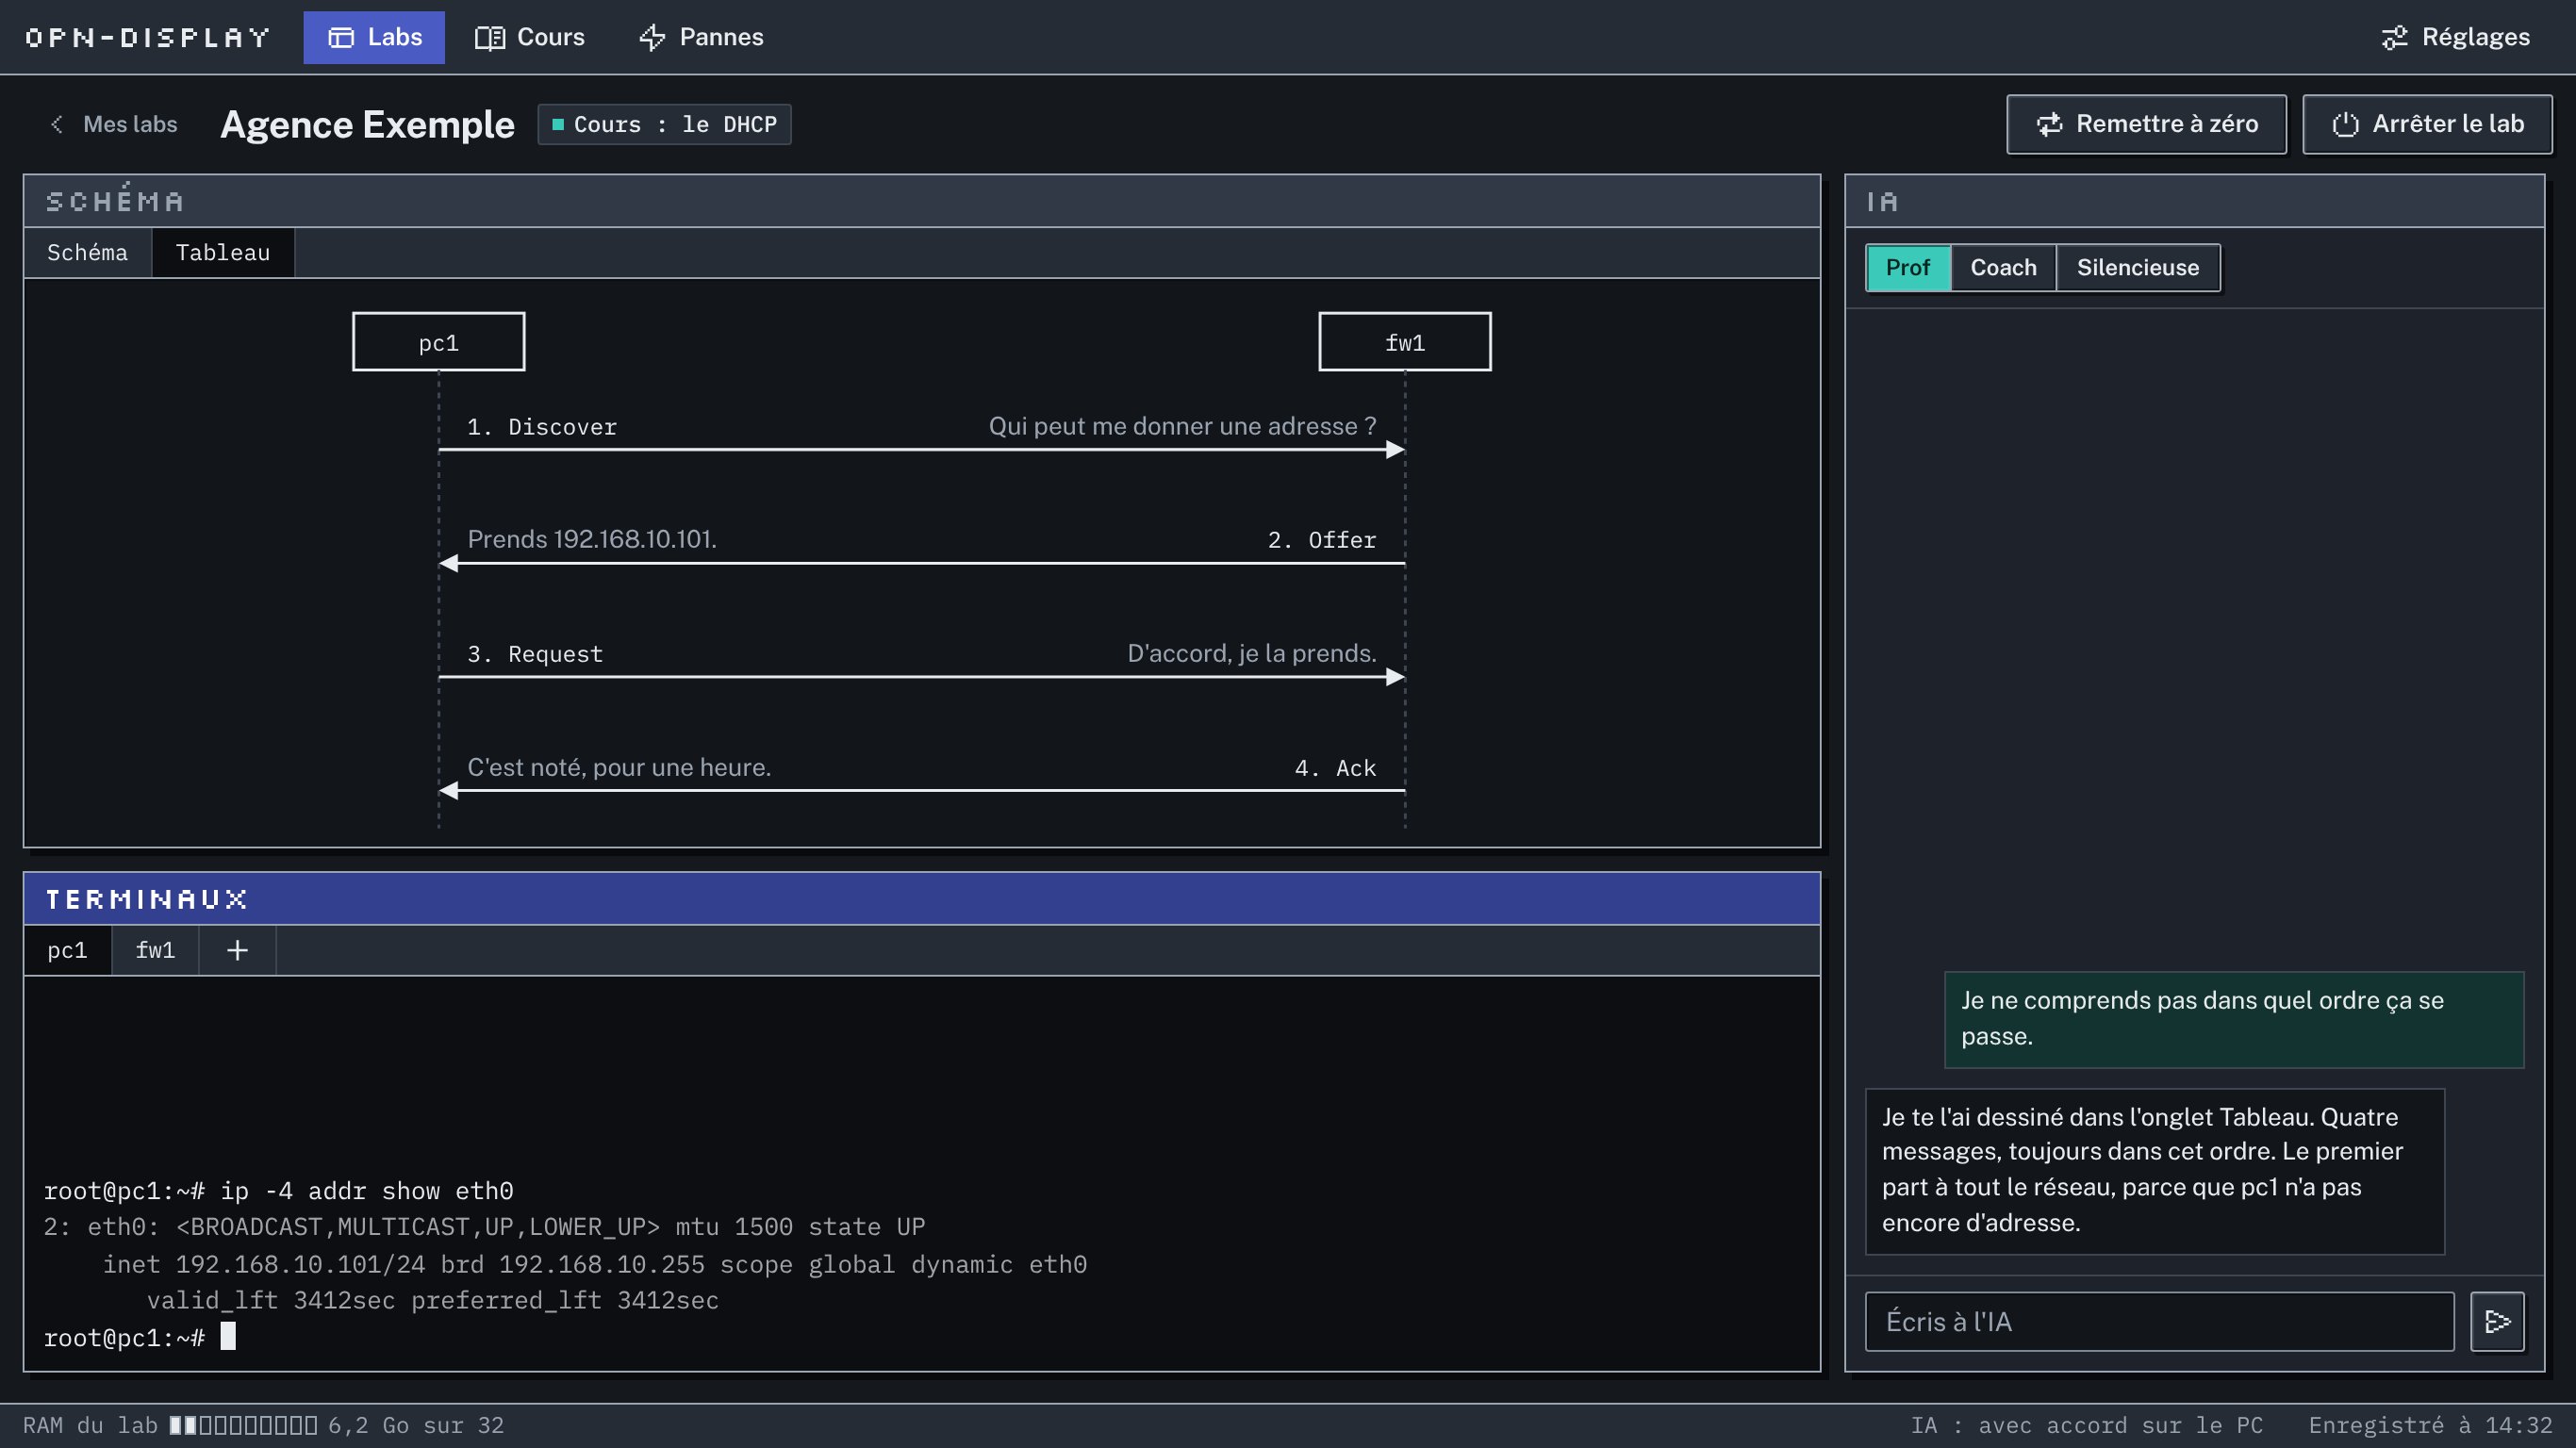 OPN-DISPLAY Labs Cours Pannes Réglages
Mes labs Agence Exemple Cours : le DHCP Remettre à zéro Arrêter le lab
SCHÉMA
Schéma Tableau
pc1 fw1
1. Discover Qui peut me donner une adresse ?
Prends 192.168.10.101. 2. Offer
3. Request D'accord, je la prends.
C'est noté, pour une heure. 4. Ack
TERMINAUX
pc1 fw1 +
root@pc1:~# ip -4 addr show eth0
2: eth0: <BROADCAST,MULTICAST,UP,LOWER_UP> mtu 1500 state UP
inet 192.168.10.101/24 brd 192.168.10.255 scope global dynamic eth0
valid_lft 3412sec preferred_lft 3412sec
root@pc1:~#
IA
Prof Coach Silencieuse
Je ne comprends pas dans quel ordre ça se
passe.
Je te l'ai dessiné dans l'onglet Tableau. Quatre
messages, toujours dans cet ordre. Le premier
part à tout le réseau, parce que pc1 n'a pas
encore d'adresse.
Écris à l'IA
RAM du lab 6,2 Go sur 32 IA : avec accord sur le PC Enregistré à 14:32